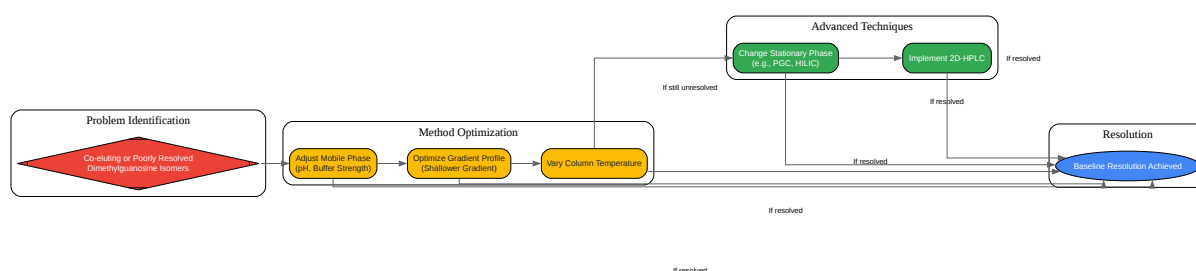 Problem Identification
Co-eluting or Poorly Resolved
Dimethylguanosine Isomers
Method Optimization
Adjust Mobile Phase
(pH, Buffer Strength)
Optimize Gradient Profile
(Shallower Gradient)
Vary Column Temperature
If still unresolved
Advanced Techniques
Change Stationary Phase
(e.g., PGC, HILIC)
Implement 2D-HPLC
If resolved
If resolved
If resolved
If resolved
If resolved
Resolution
Baseline Resolution Achieved